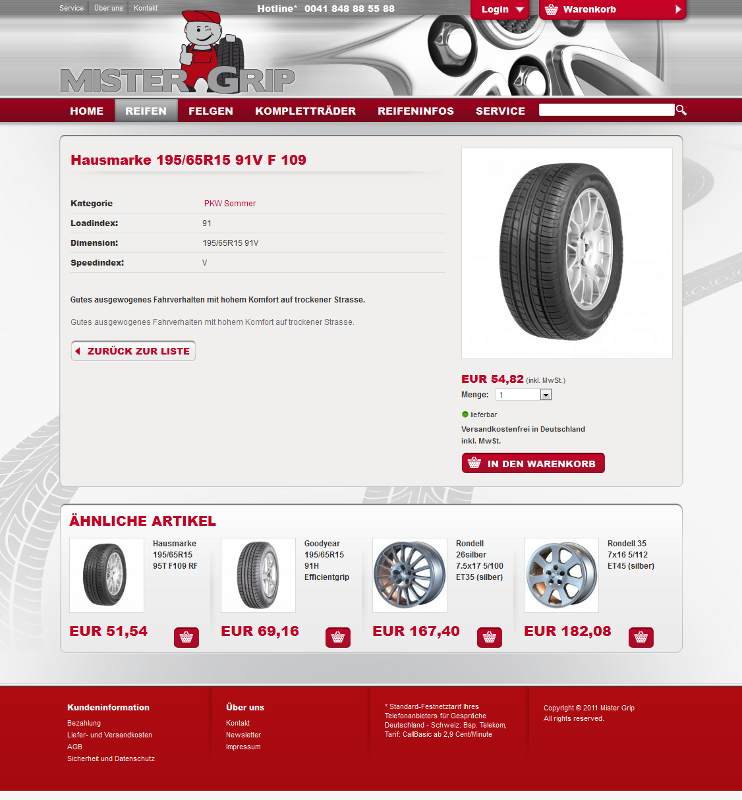 Service Über uns Kontakt
Hotline* 0041 848 88 55 88
Login Warenkorb
MISTER GRIP
HOME REIFEN FELGEN KOMPLETTRÄDER REIFENINFOS SERVICE
Hausmarke 195/65R15 91V F 109
Kategorie PKW Sommer
Loadindex: 91
Dimension: 195/65R15 91V
Speedindex: V
Gutes ausgewogenes Fahrverhalten mit hohem Komfort auf trockener Strasse.
Gutes ausgewogenes Fahrverhalten mit hohem Komfort auf trockener Strasse.
ZURÜCK ZUR LISTE
EUR 54,82 (inkl. MwSt.)
Menge: 1
lieferbar
Versandkostenfrei in Deutschland
inkl. MwSt.
IN DEN WARENKORB
ÄHNLICHE ARTIKEL
Hausmarke
195/65R15
95T F109 RF
EUR 51,54
Goodyear
195/65R15
91H
Efficientgrip
EUR 69,16
Rondell
26silber
7.5x17 5/100
ET35 (silber)
EUR 167,40
Rondell 35
7x16 5/112
ET45 (silber)
EUR 182,08
Kundeninformation
Bezahlung
Liefer- und Versandkosten
AGB
Sicherheit und Datenschutz
Über uns
Kontakt
Newsletter
Impressum
* Standard-Festnetztarif Ihres
Telefonanbieters für Gespräche
Deutschland - Schweiz. Bsp. Telekom,
Tarif: CallBasic ab 2,9 Cent/Minute
Copyright © 2011 Mister Grip
All rights reserved.